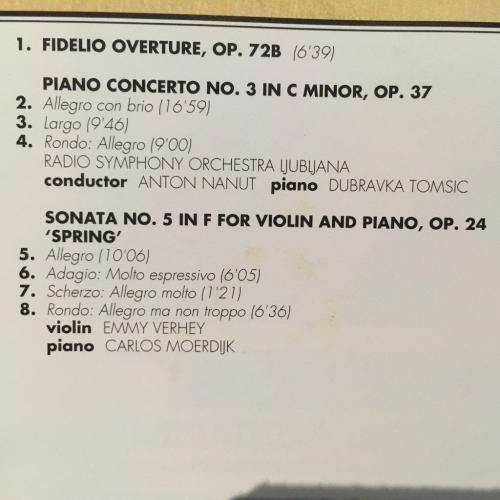 1. FIDELIO OVERTURE, OP. 72B (6'39)
PIANO CONCERTO NO. 3 IN C MINOR, OP. 37
2. Allegro con brio (16'59)
3. Largo (9'46)
4. Rondo: Allegro (9'00)
RADIO SYMPHONY ORCHESTRA LJUBLJANA
conductor ANTON NANUT piano DUBRAVKA TOMSIC
SONATA NO. 5 IN F FOR VIOLIN AND PIANO, OP. 24
'SPRING'
5. Allegro (10'06)
6. Adagio: Molto espressivo (6'05)
7. Scherzo: Allegro molto (1'21)
8. Rondo: Allegro ma non troppo (6'36)
violin EMMY VERHEY
piano CARLOS MOERDIJK